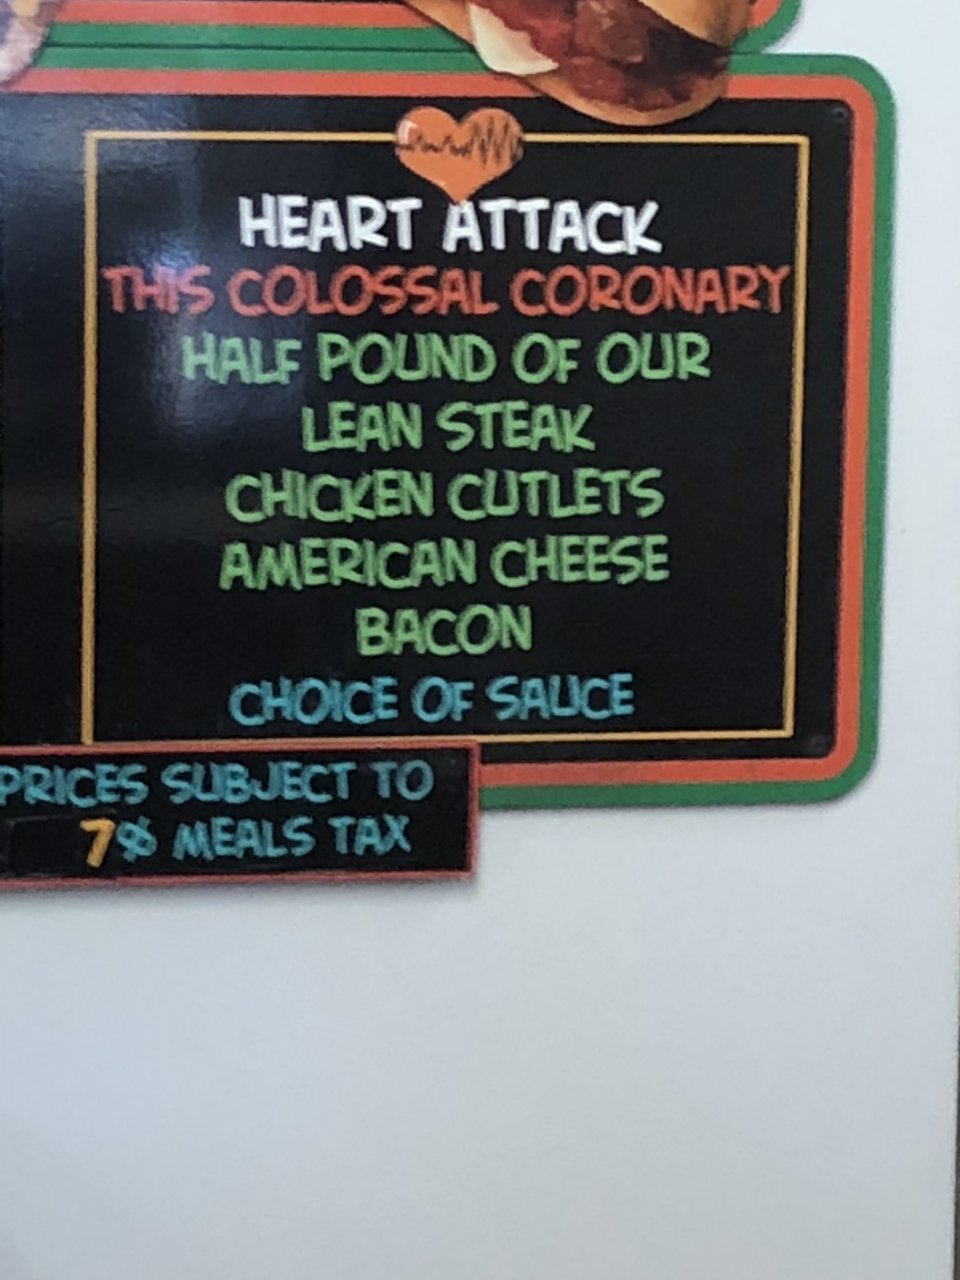 HEART ATTACK
THIS COLOSSAL CORONARY
HALF POUND OF OUR
LEAN STEAK
CHICKEN CUTLETS
AMERICAN CHEESE
BACON
CHOICE OF SAUCE
PRICES SUBJECT TO
7% MEALS TAX